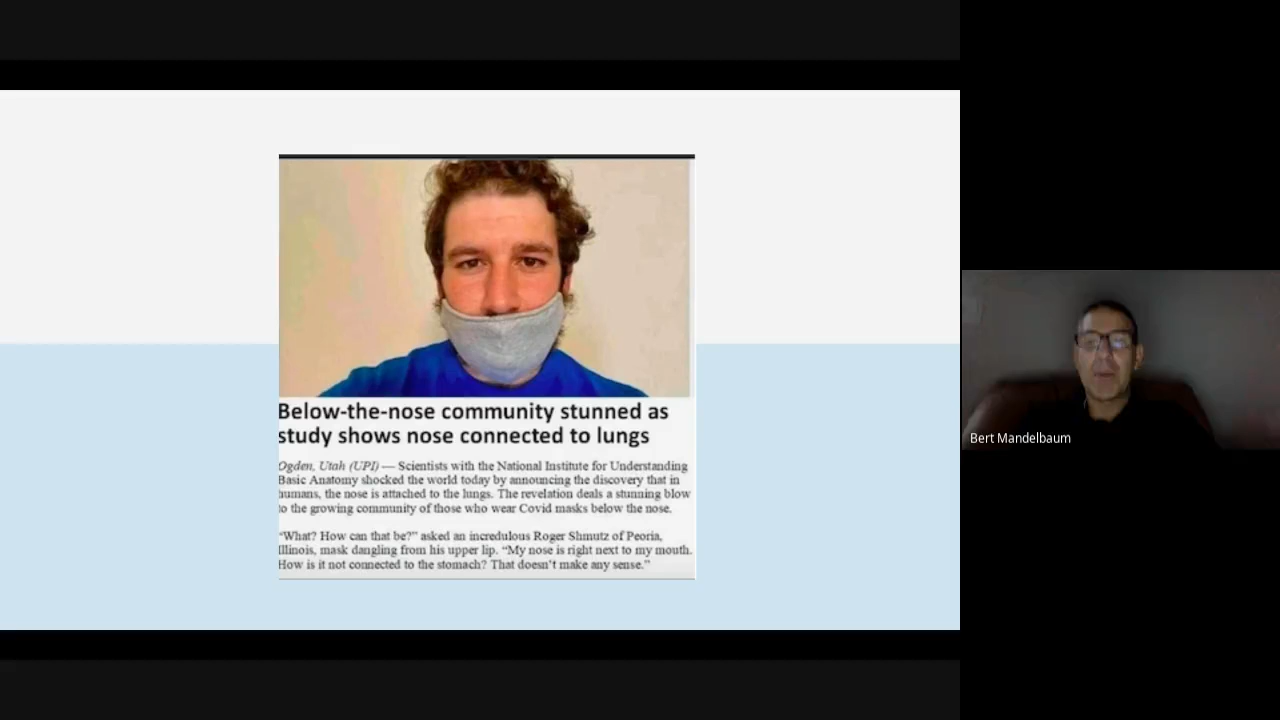 Below-the-nose community stunned as
study shows nose connected to lungs
Ogden, Utah (UPI) — Scientists with the National Institute for Understanding
Basic Anatomy shocked the world today by announcing the discovery that in
humans, the nose is attached to the lungs. The revelation deals a stunning blow
to the growing community of those who wear Covid masks below the nose.
“What? How can that be?” asked an incredulous Roger Shmutz of Peoria,
Illinois, mask dangling from his upper lip. “My nose is right next to my mouth.
How is it not connected to the stomach? That doesn’t make any sense.”
Bert Mandelbaum